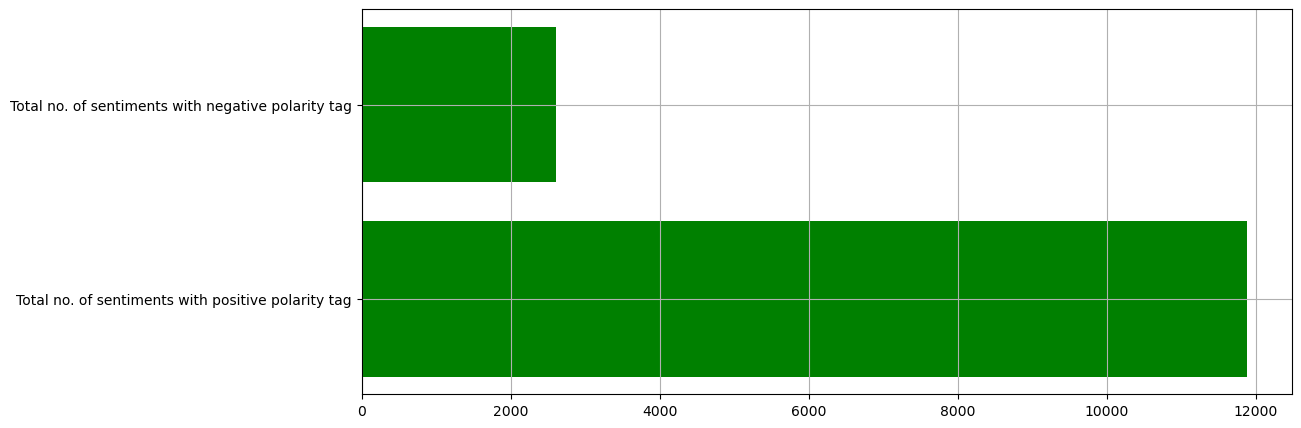 Total no. of sentiments with negative polarity tag
Total no. of sentiments with positive polarity tag
0 2000 4000 6000 8000 10000 12000